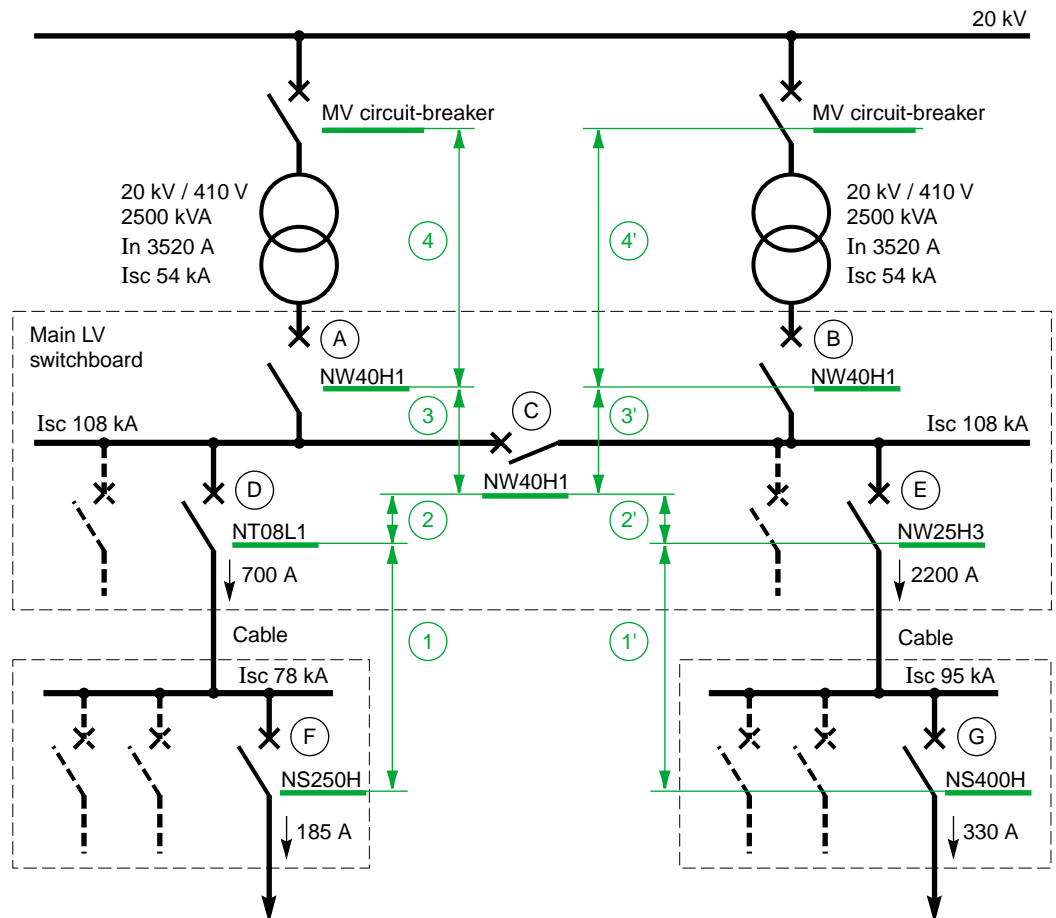 20 kV
MV circuit-breaker
MV circuit-breaker
20 kV / 410 V
2500 kVA
In 3520 A
Isc 54 kA
4
4'
20 kV / 410 V
2500 kVA
In 3520 A
Isc 54 kA
Main LV
switchboard
A
NW40H1
B
NW40H1
Isc 108 kA
3
C
3'
Isc 108 kA
NW40H1
D
NT08L1
2
2'
E
NW25H3
700 A
2200 A
Cable
1
1'
Cable
Isc 78 kA
Isc 95 kA
F
NS250H
G
NS400H
185 A
330 A